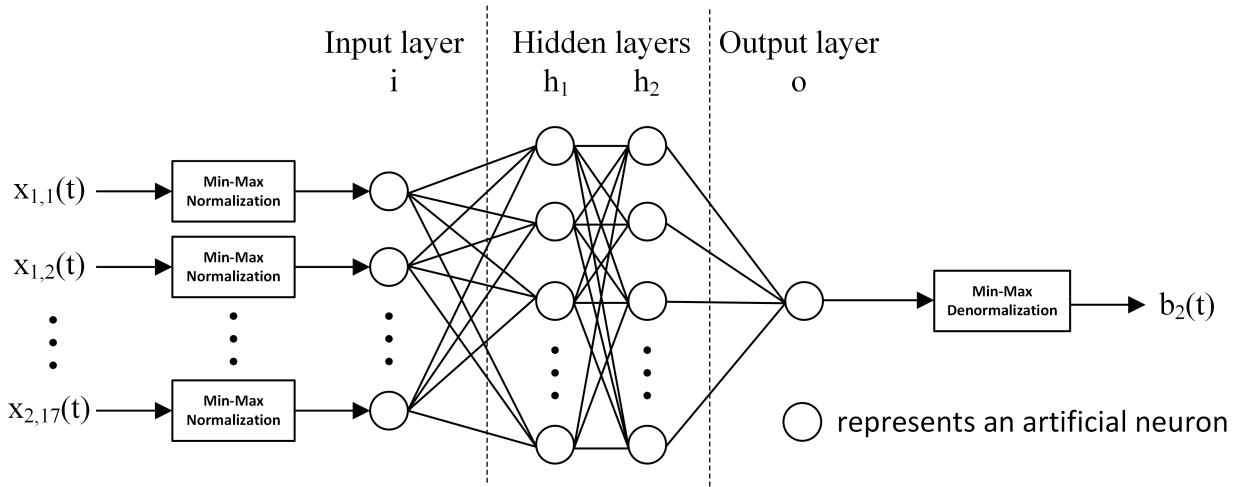 Input layer
i
Hidden layers
h₁ h₂
Output layer
o
x₁,₁(t)
Min-Max
Normalization
x₁,₂(t)
Min-Max
Normalization
x₂,₁₇(t)
Min-Max
Normalization
Min-Max
Denormalization
b₂(t)
represents an artificial neuron